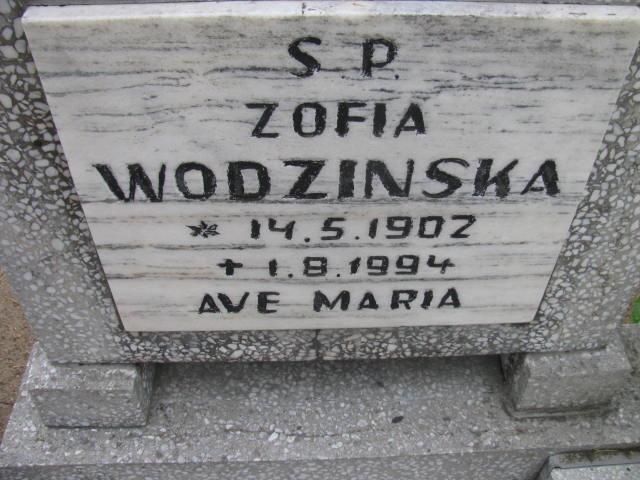 S.P.
ZOFIA
WODZINSKA
* 14.5.1902
+ 1.8.1994
AVE MARIA